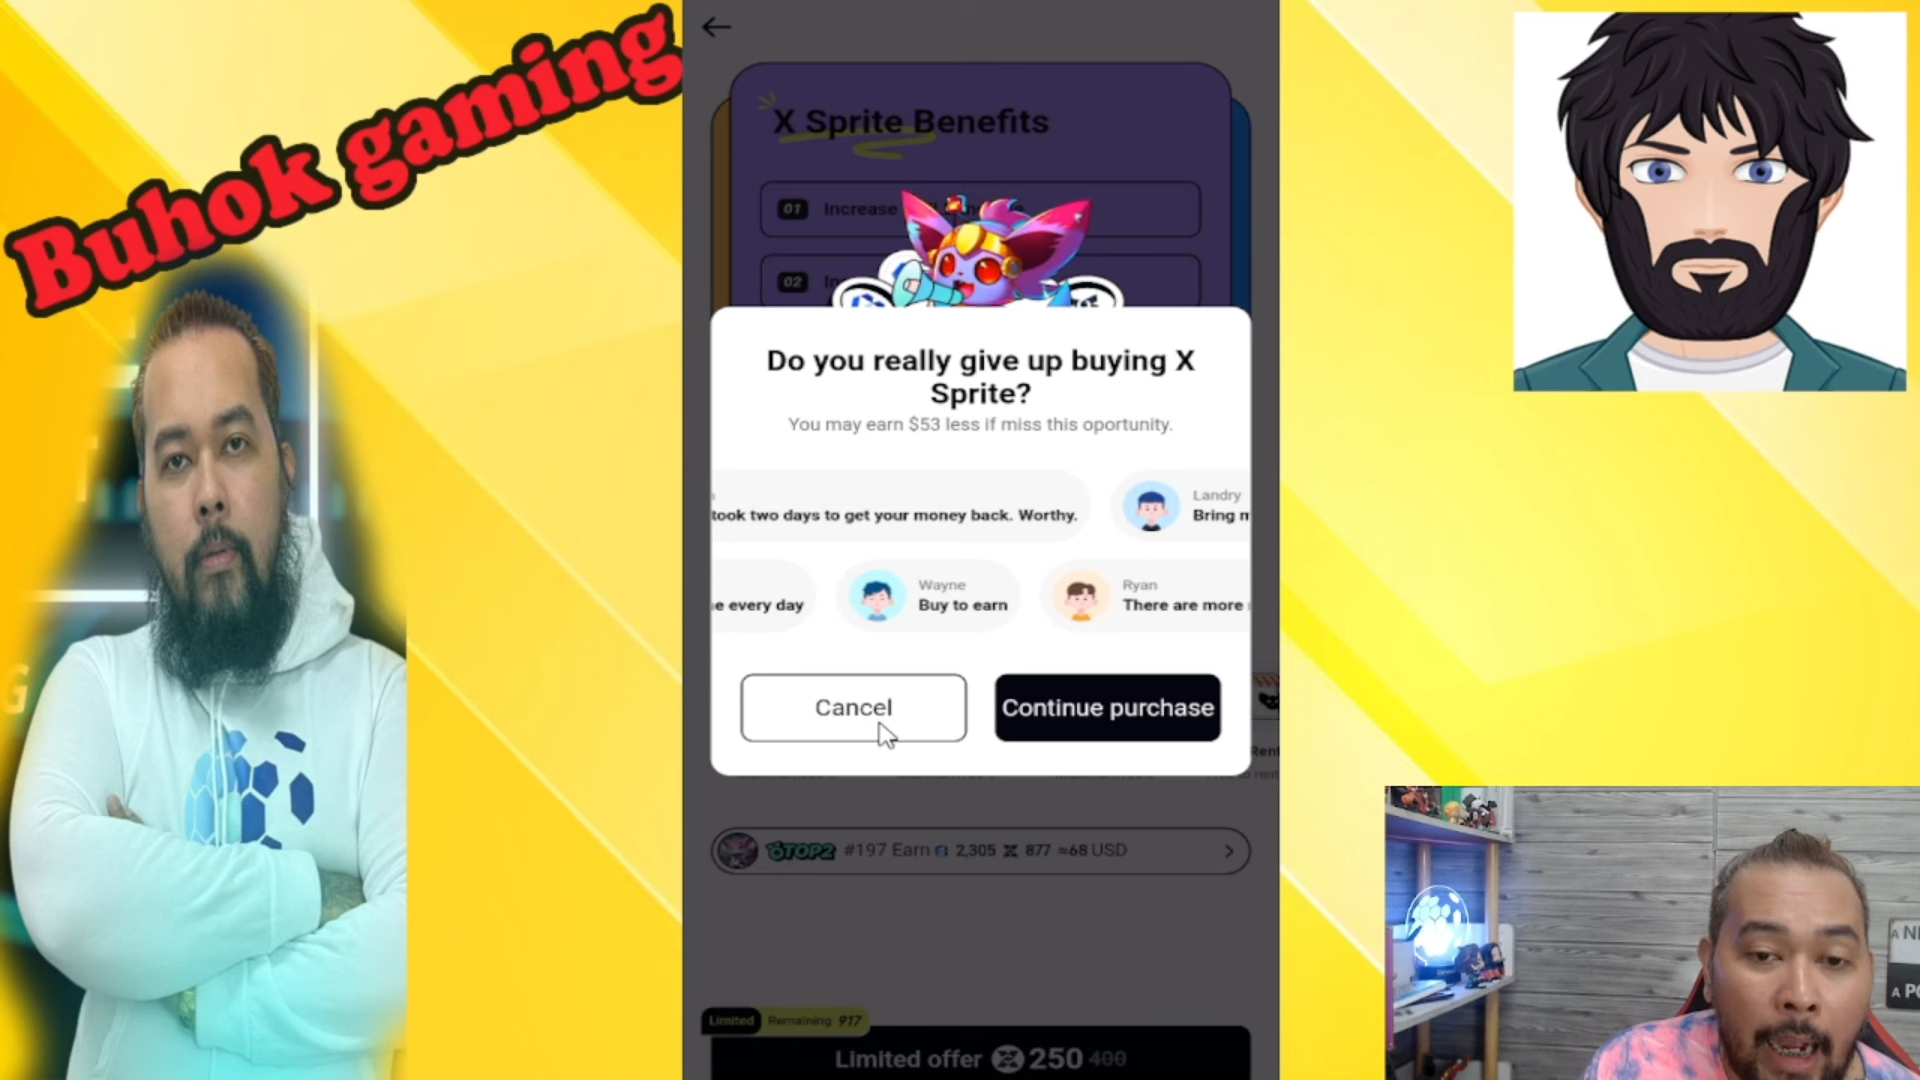 Buhok gaming
X Sprite Benefits
01 Increase
02
Do you really give up buying X
Sprite?
You may earn $53 less if miss this oportunity.
took two days to get your money back. Worthy.
Landry
Bring
every day
Wayne
Buy to earn
Ryan
There are more
Cancel
Continue purchase
TOP2 #197 Earn 2,305 877 ≈68 USD
Limited Remaining 917
Limited offer 250 400
A
A